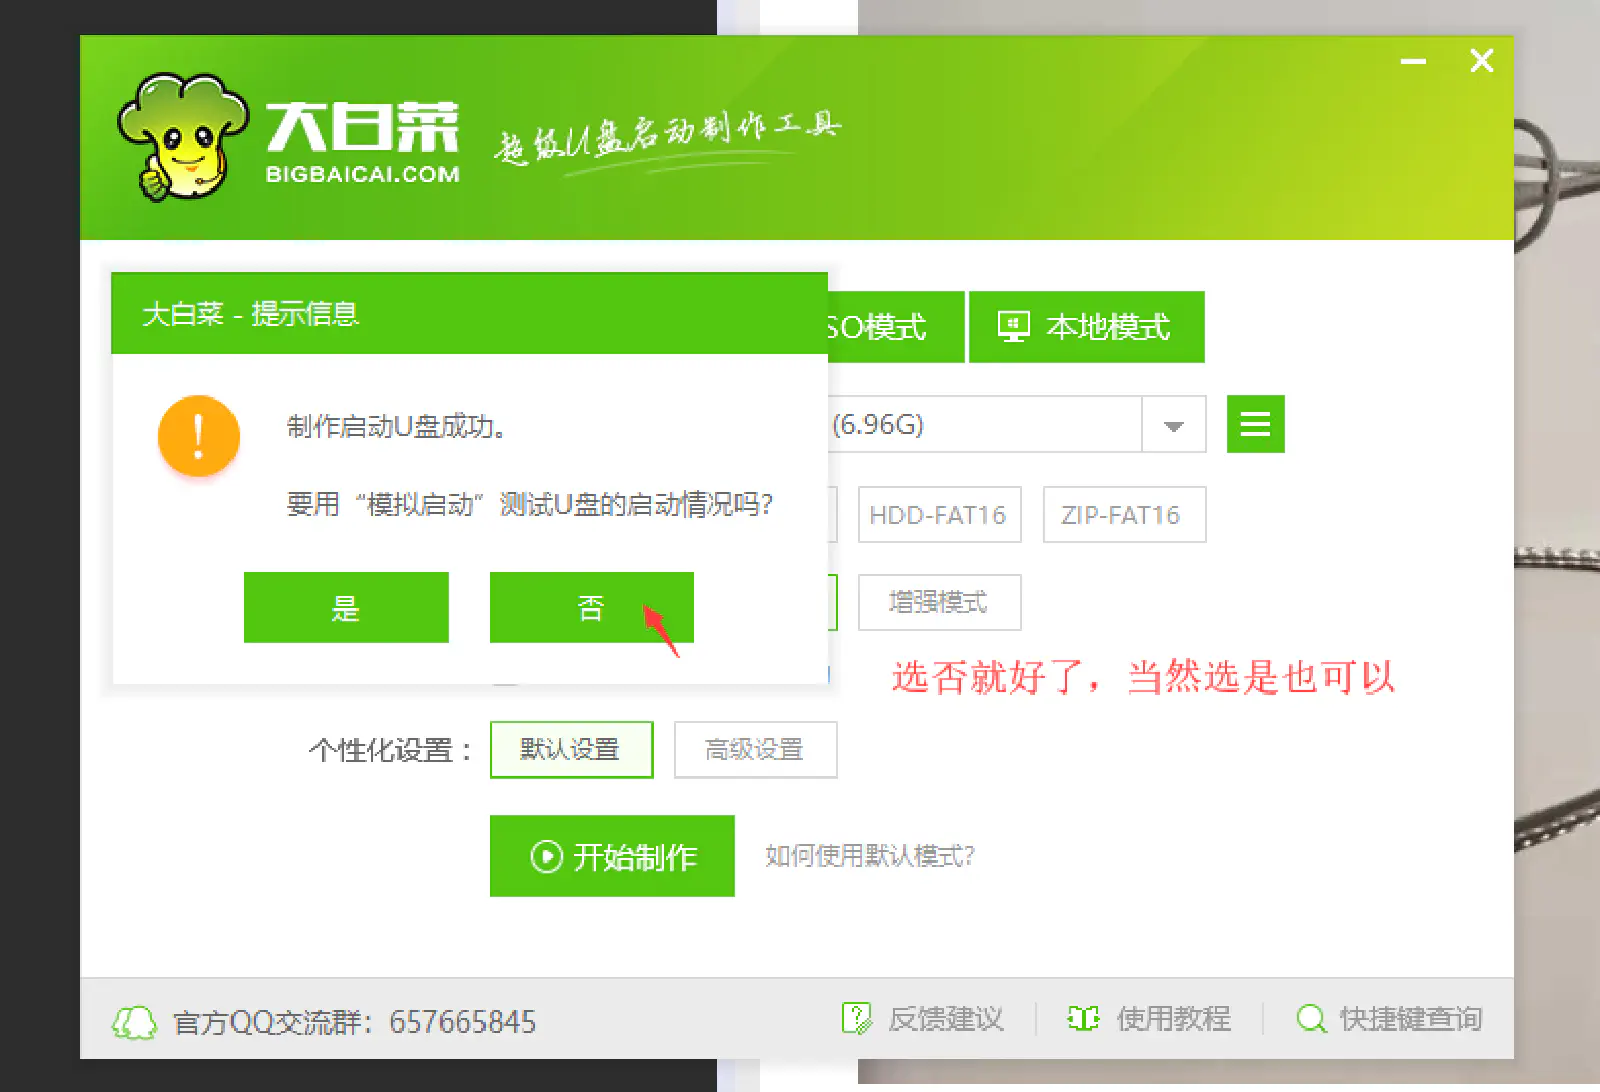 大白菜
BIGBAICAI.COM
超级U盘启动制作工具
大白菜 - 提示信息
制作启动U盘成功。
要用“模拟启动”测试U盘的启动情况吗?
是
否
SO模式
本地模式
(6.96G)
HDD-FAT16
ZIP-FAT16
增强模式
选否就好了，当然选是也可以
个性化设置：
默认设置
高级设置
开始制作
如何使用默认模式?
官方QQ交流群：657665845
反馈建议
使用教程
快捷键查询